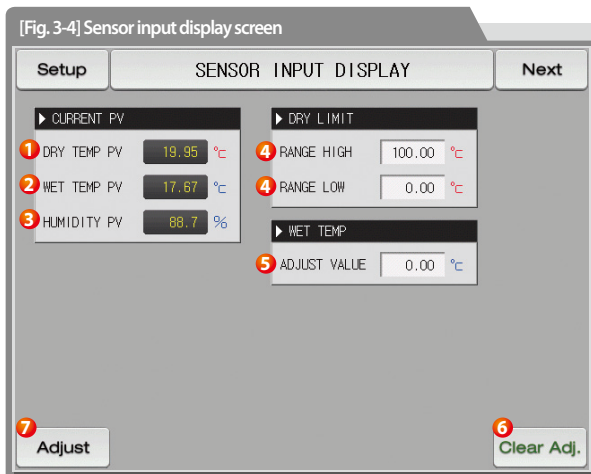 [Fig. 3-4] Sensor input display screen
Setup SENSOR INPUT DISPLAY Next
▶ CURRENT PV
1 DRY TEMP PV 19.95 ℃
2 WET TEMP PV 17.67 ℃
3 HUMIDITY PV 88.7 %
▶ DRY LIMIT
4 RANGE HIGH 100.00 ℃
4 RANGE LOW 0.00 ℃
▶ WET TEMP
5 ADJUST VALUE 0.00 ℃
7 Adjust
6 Clear Adj.